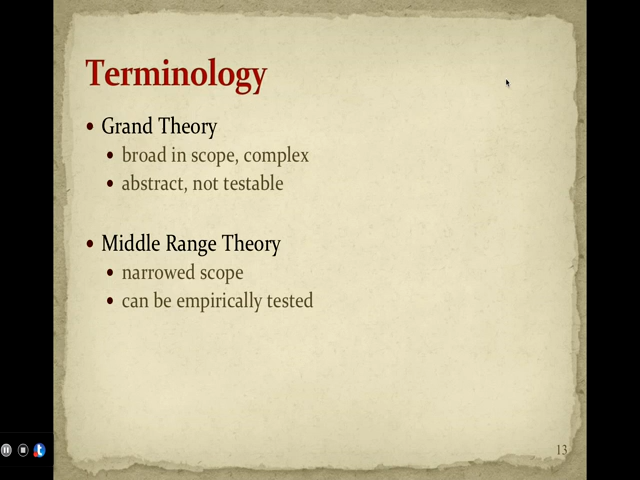 Terminology
• Grand Theory
• broad in scope, complex
• abstract, not testable
• Middle Range Theory
• narrowed scope
• can be empirically tested
13